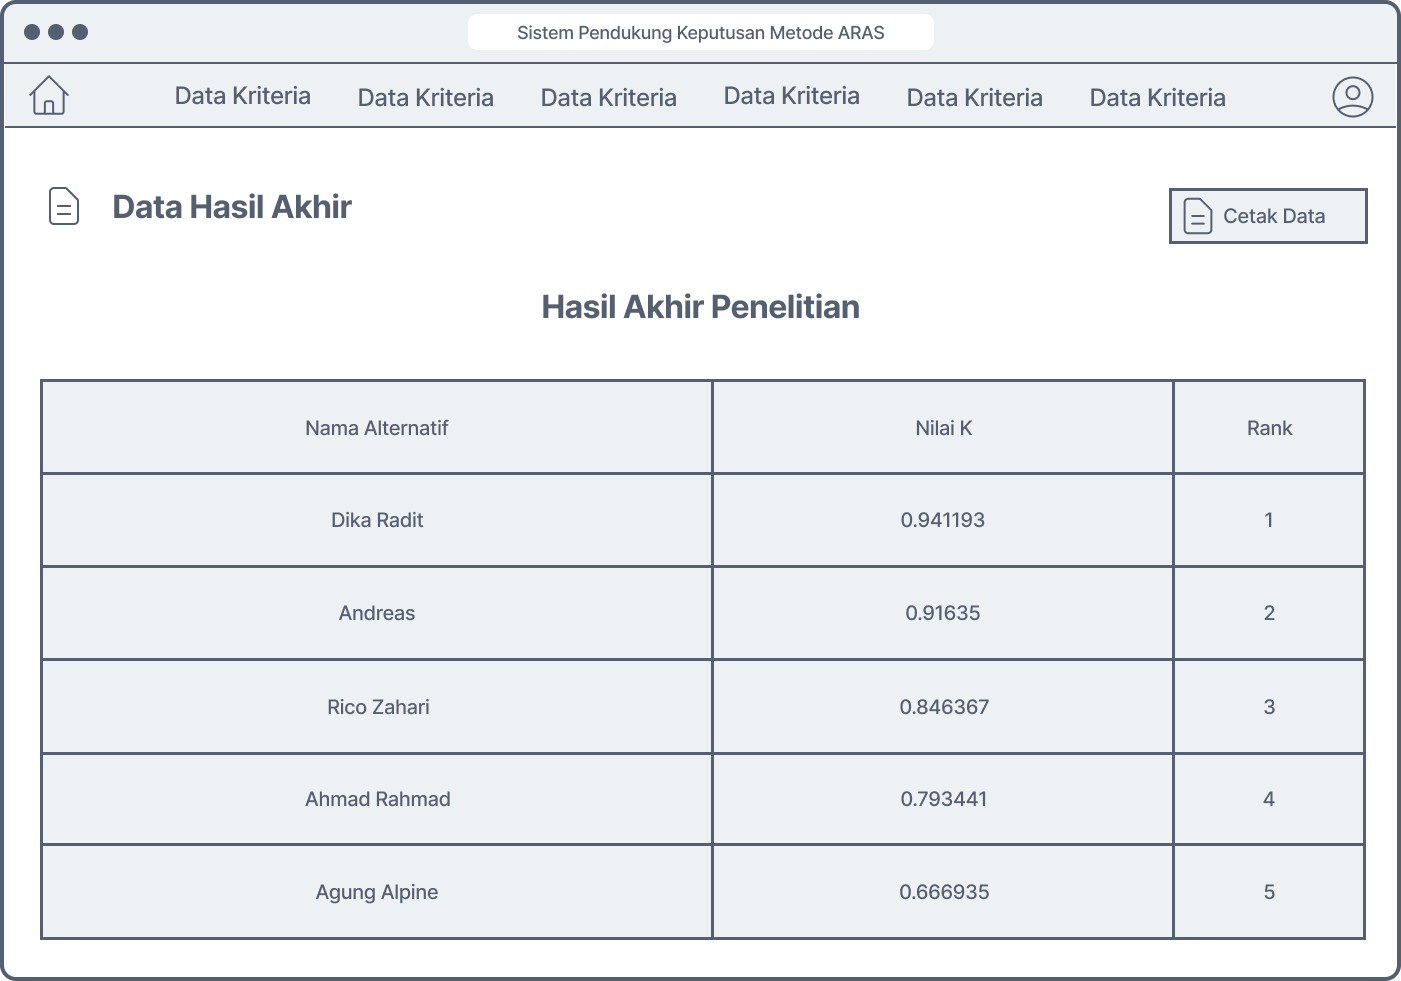 Sistem Pendukung Keputusan Metode ARAS
Data Kriteria Data Kriteria Data Kriteria Data Kriteria Data Kriteria Data Kriteria
Data Hasil Akhir
Cetak Data
Hasil Akhir Penelitian
Nama Alternatif Nilai K Rank
Dika Radit 0.941193 1
Andreas 0.91635 2
Rico Zahari 0.846367 3
Ahmad Rahmad 0.793441 4
Agung Alpine 0.666935 5